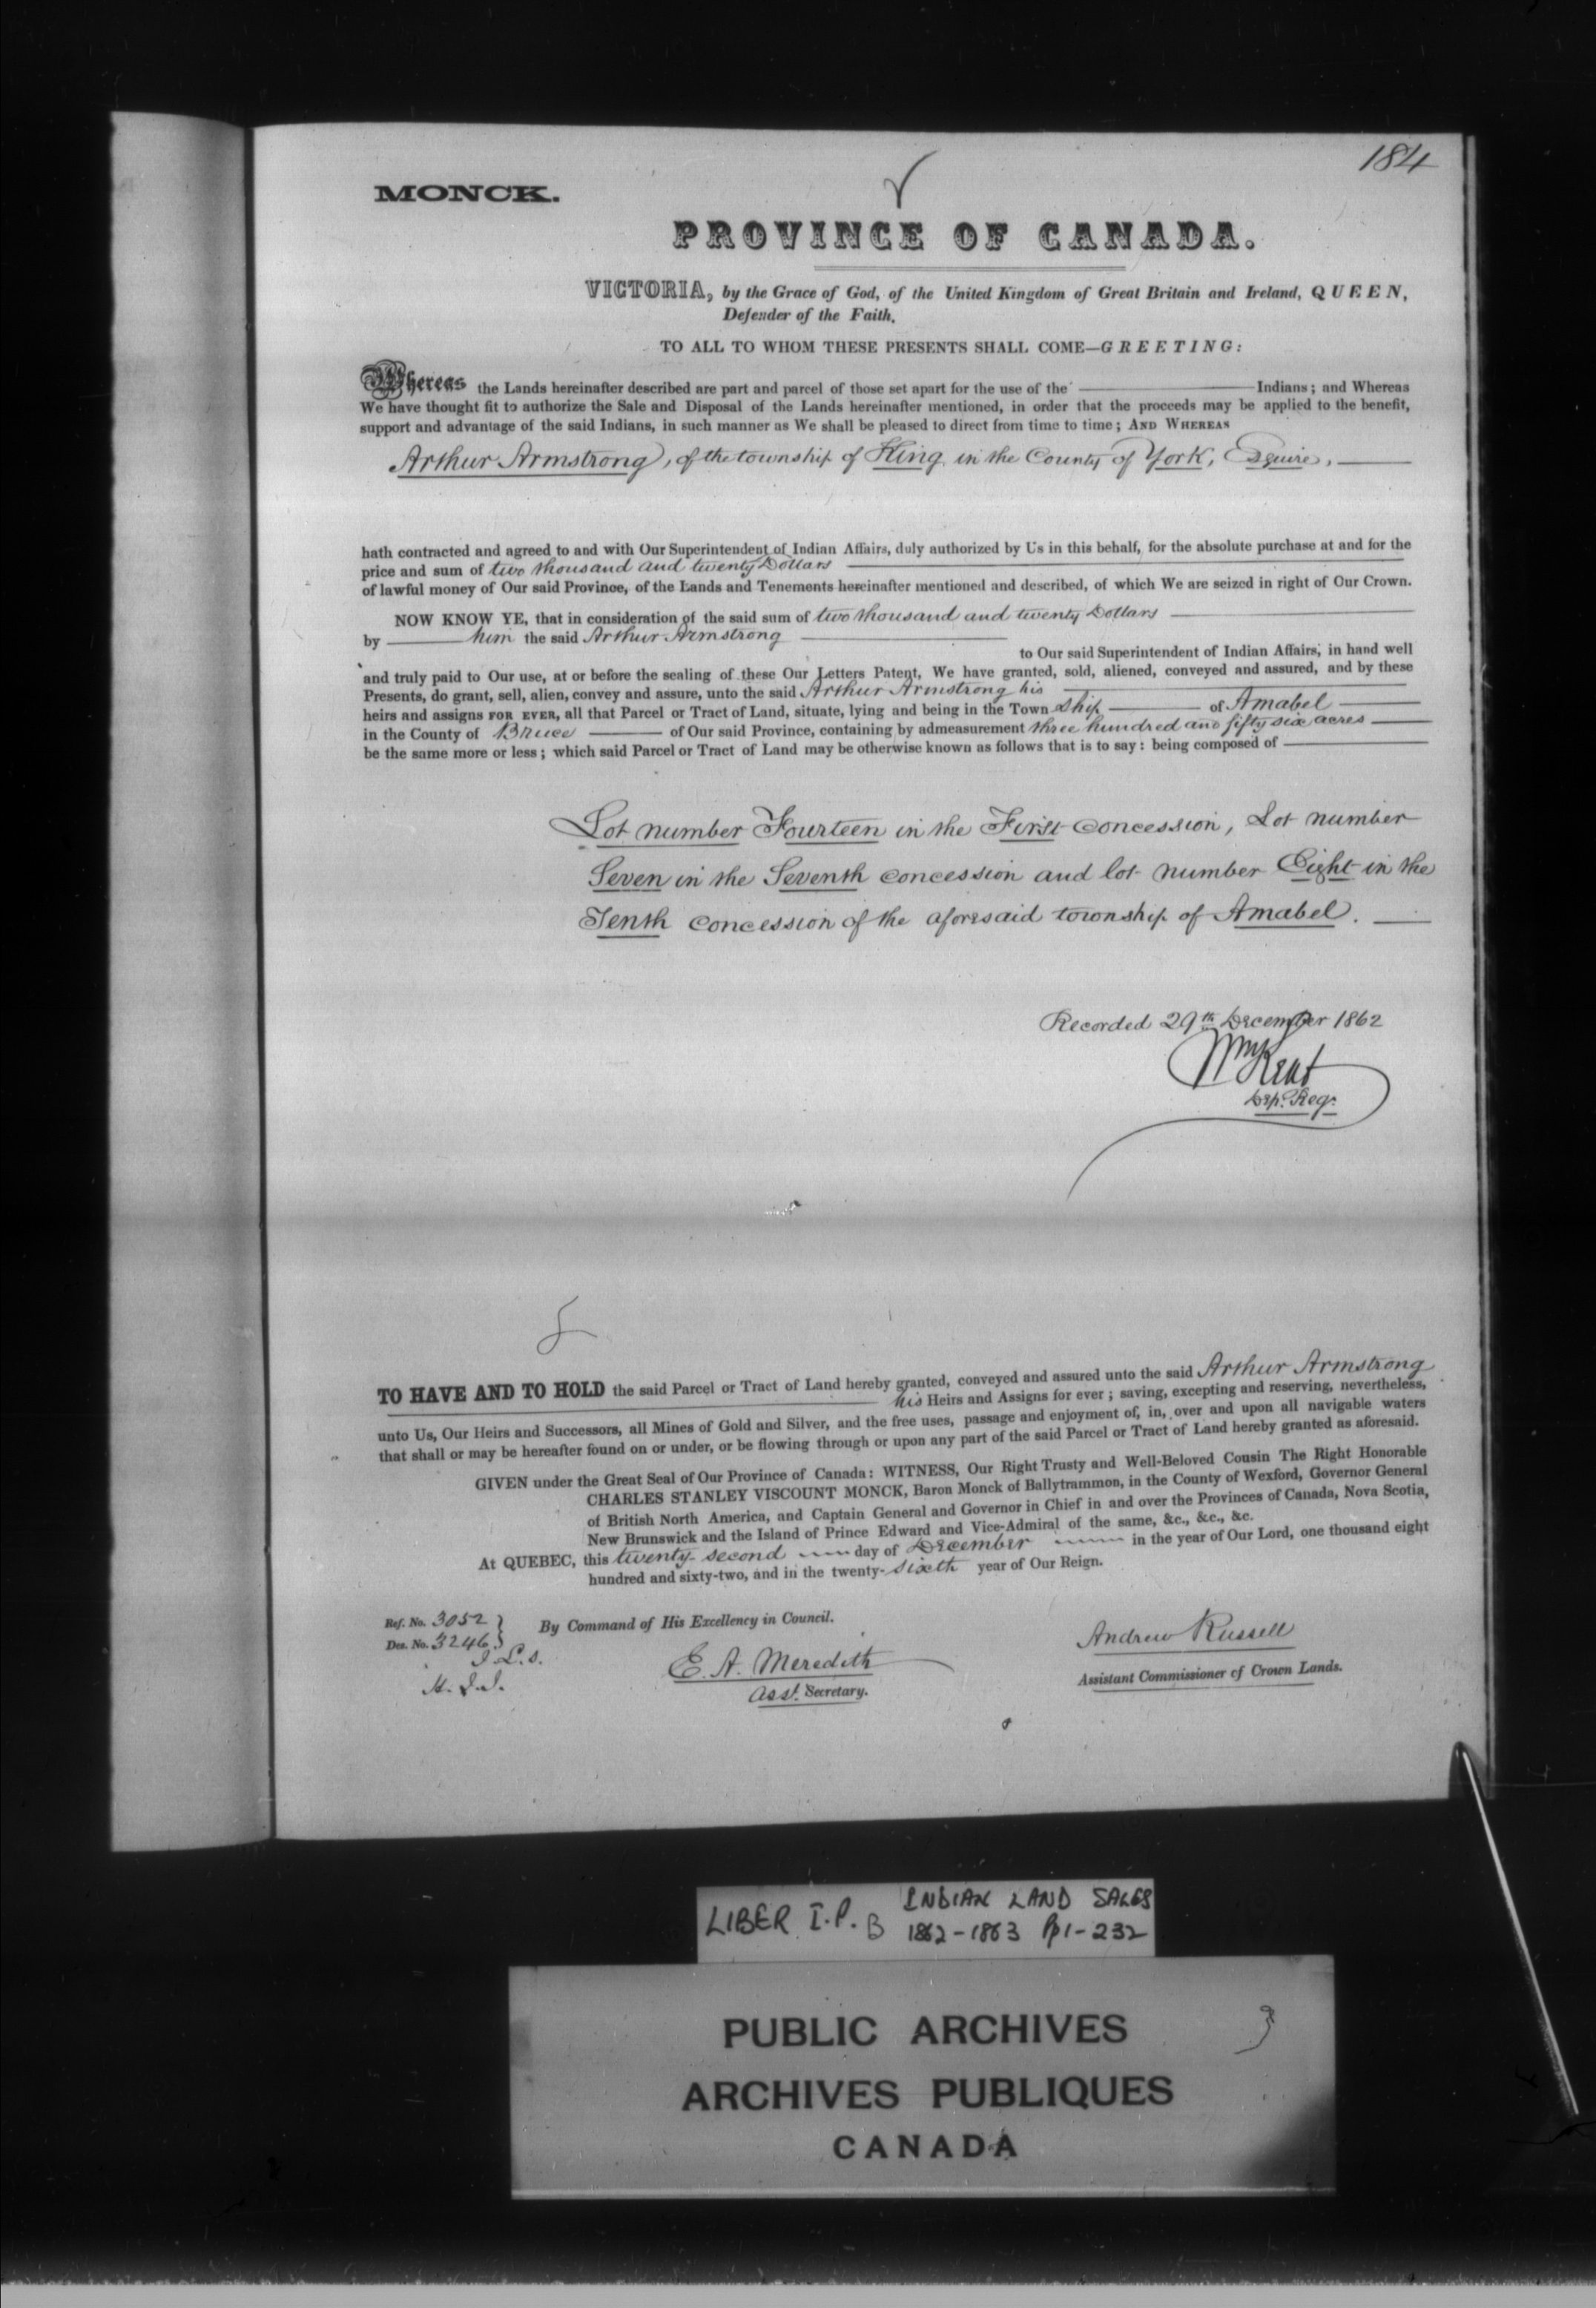 184
MONCK.
PROVINCE OF CANADA.
VICTORIA, by the Grace of God, of the United Kingdom of Great Britain and Ireland, QUEEN,
Defender of the Faith.
TO ALL TO WHOM THESE PRESENTS SHALL COME—GREETING:
Whereas the Lands hereinafter described are part and parcel of those set apart for the use of the ——— Indians; and Whereas
We have thought fit to authorize the Sale and Disposal of the Lands hereinafter mentioned, in order that the proceeds may be applied to the benefit,
support and advantage of the said Indians, in such manner as We shall be pleased to direct from time to time; AND WHEREAS
Arthur Armstrong, of the township of King in the County of York, Esquire, ———
hath contracted and agreed to and with Our Superintendent of Indian Affairs, duly authorized by Us in this behalf, for the absolute purchase at and for the
price and sum of two thousand and twenty Dollars ———
of lawful money of Our said Province, of the Lands and Tenements hereinafter mentioned and described, of which We are seized in right of Our Crown.
NOW KNOW YE, that in consideration of the said sum of two thousand and twenty Dollars ———
by ——— him the said Arthur Armstrong ———
to Our said Superintendent of Indian Affairs, in hand well
and truly paid to Our use, at or before the sealing of these Our Letters Patent, We have granted, sold, aliened, conveyed and assured, and by these
Presents, do grant, sell, alien, convey and assure, unto the said Arthur Armstrong his ———
heirs and assigns FOR EVER, all that Parcel or Tract of Land, situate, lying and being in the Town ship ——— of Amabel ———
in the County of Bruce ——— of Our said Province, containing by admeasurement three hundred and fifty six acres ———
be the same more or less; which said Parcel or Tract of Land may be otherwise known as follows that is to say: being composed of ———
Lot number Fourteen in the First concession, Lot number
Seven in the Seventh concession and lot number Eight in the
Tenth concession of the aforesaid township of Amabel. ———
Recorded 29th December 1862
Wm Kent
Dep. Regr.
TO HAVE AND TO HOLD the said Parcel or Tract of Land hereby granted, conveyed and assured unto the said Arthur Armstrong
——— his Heirs and Assigns for ever; saving, excepting and reserving, nevertheless,
unto Us, Our Heirs and Successors, all Mines of Gold and Silver, and the free uses, passage and enjoyment of, in, over and upon all navigable waters
that shall or may be hereafter found on or under, or be flowing through or upon any part of the said Parcel or Tract of Land hereby granted as aforesaid.
GIVEN under the Great Seal of Our Province of Canada: WITNESS, Our Right Trusty and Well-Beloved Cousin The Right Honorable
CHARLES STANLEY VISCOUNT MONCK, Baron Monck of Ballytrammon, in the County of Wexford, Governor General
of British North America, and Captain General and Governor in Chief in and over the Provinces of Canada, Nova Scotia,
New Brunswick and the Island of Prince Edward and Vice-Admiral of the same, &c., &c., &c.
At QUEBEC, this twenty-second ——— day of December ——— in the year of Our Lord, one thousand eight
hundred and sixty-two, and in the twenty-sixth year of Our Reign.
Ref. No. 3052
Des. No. 3246
I.L.S.
By Command of His Excellency in Council.
E. A. Meredith
Asst. Secretary.
Andrew Russell
Assistant Commissioner of Crown Lands.
LIBER I.P. B INDIAN LAND SALES
1862-1863 Pp 1-232
PUBLIC ARCHIVES
ARCHIVES PUBLIQUES
CANADA